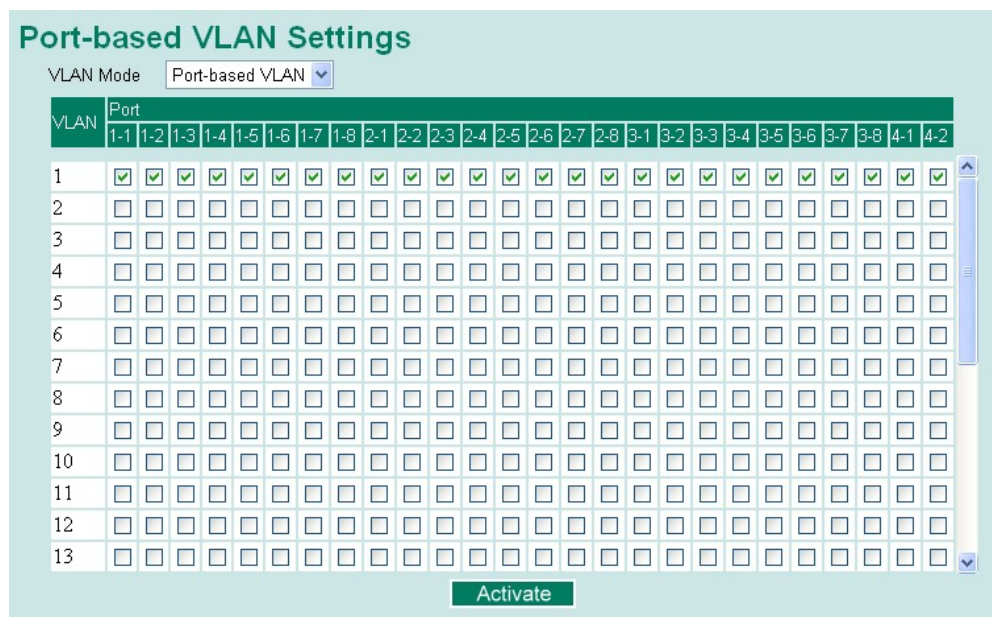 Port-based VLAN Settings
VLAN Mode Port-based VLAN
VLAN Port
1-1 1-2 1-3 1-4 1-5 1-6 1-7 1-8 2-1 2-2 2-3 2-4 2-5 2-6 2-7 2-8 3-1 3-2 3-3 3-4 3-5 3-6 3-7 3-8 4-1 4-2
1
2
3
4
5
6
7
8
9
10
11
12
13
Activate